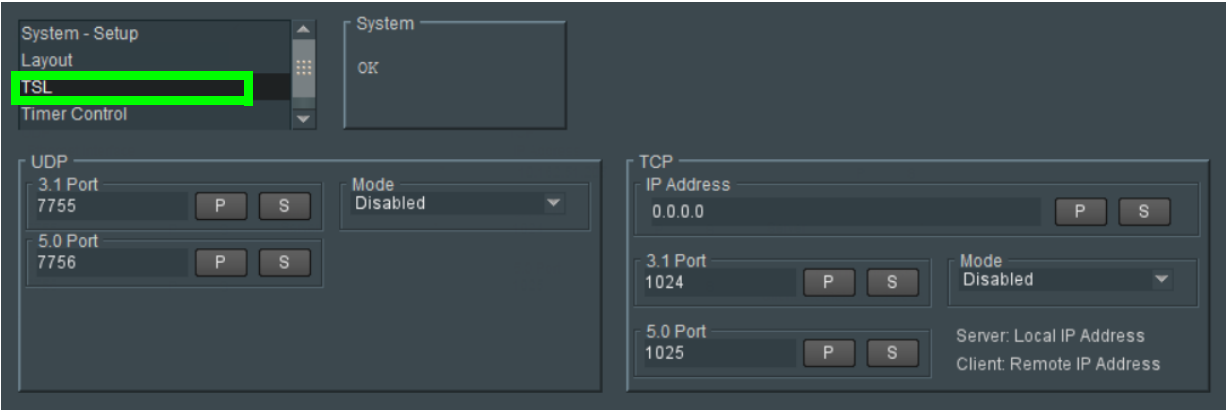 System - Setup
Layout
TSL
Timer Control
System
OK
UDP
3.1 Port
7755
P
S
Mode
Disabled
5.0 Port
7756
P
S
TCP
IP Address
0.0.0.0
P
S
3.1 Port
1024
P
S
Mode
Disabled
5.0 Port
1025
P
S
Server: Local IP Address
Client: Remote IP Address